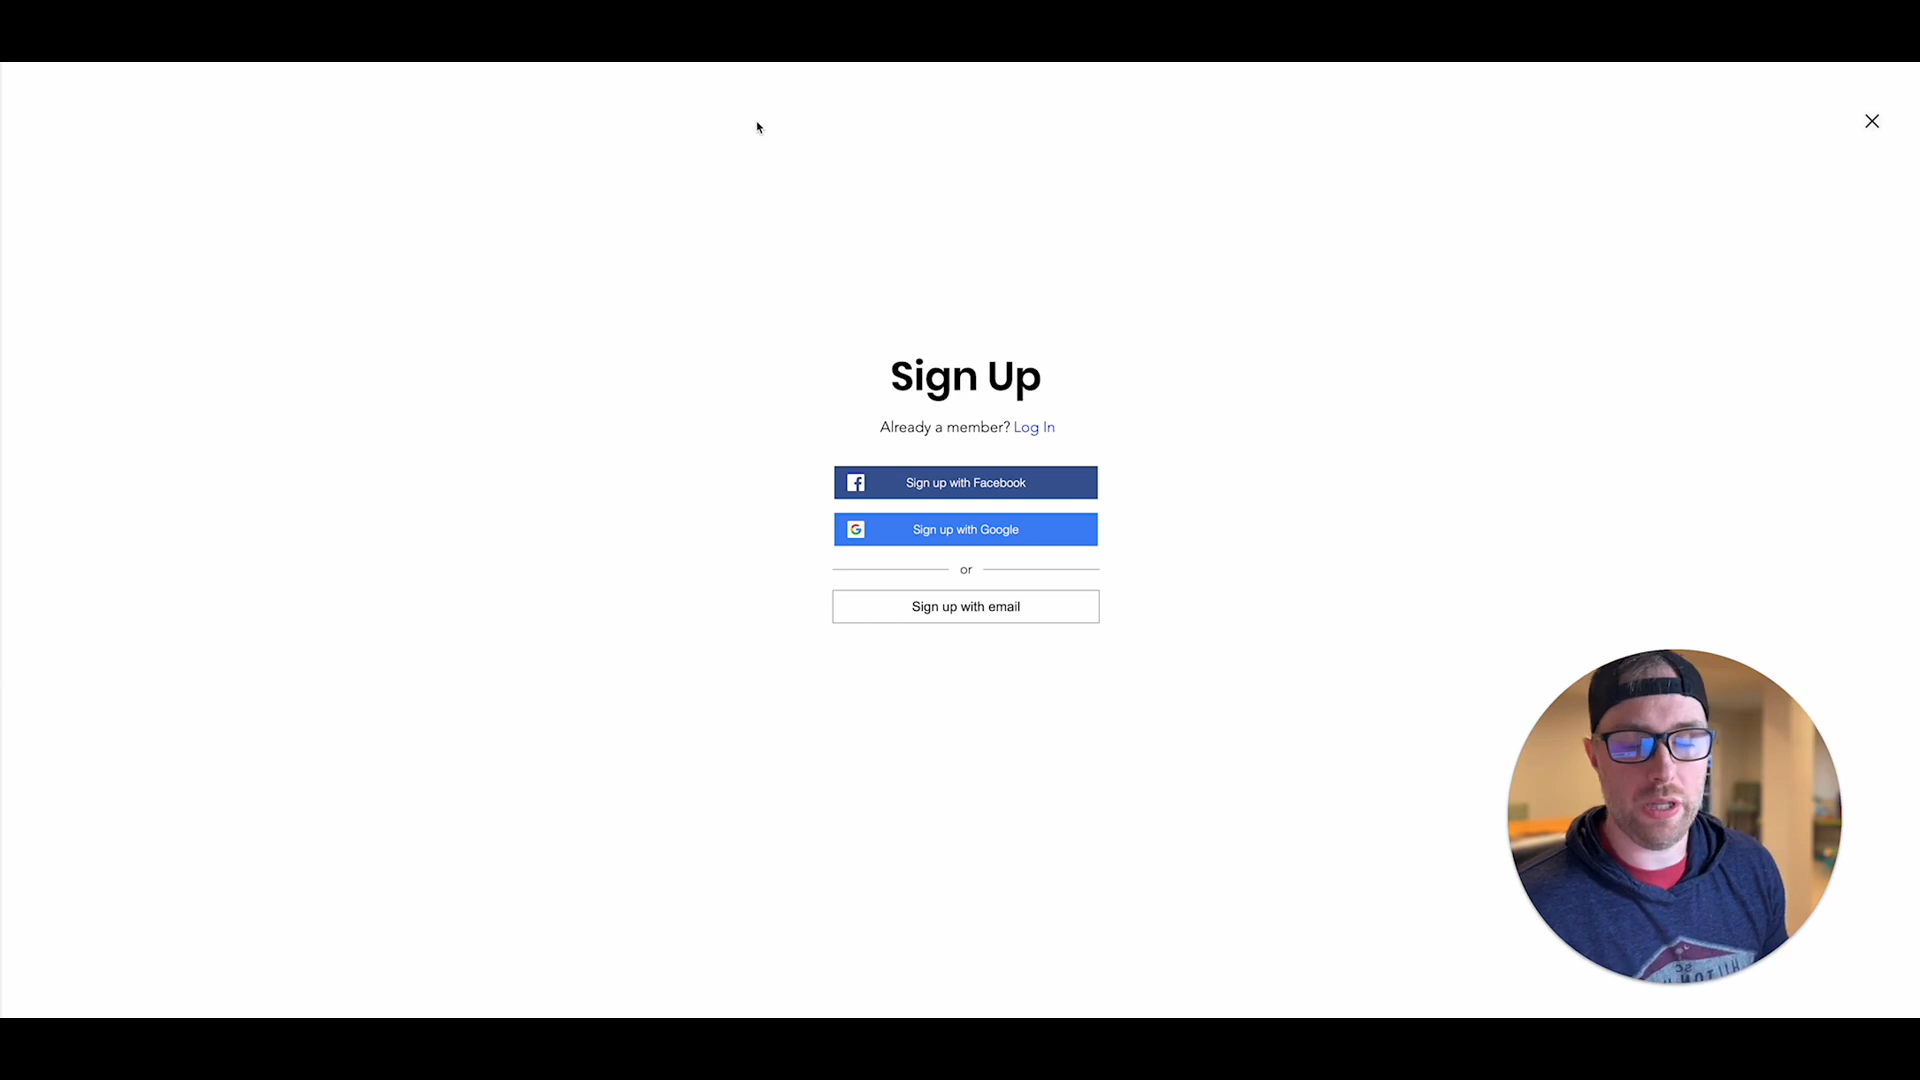 Sign Up
Already a member? Log In
Sign up with Facebook
Sign up with Google
or
Sign up with email